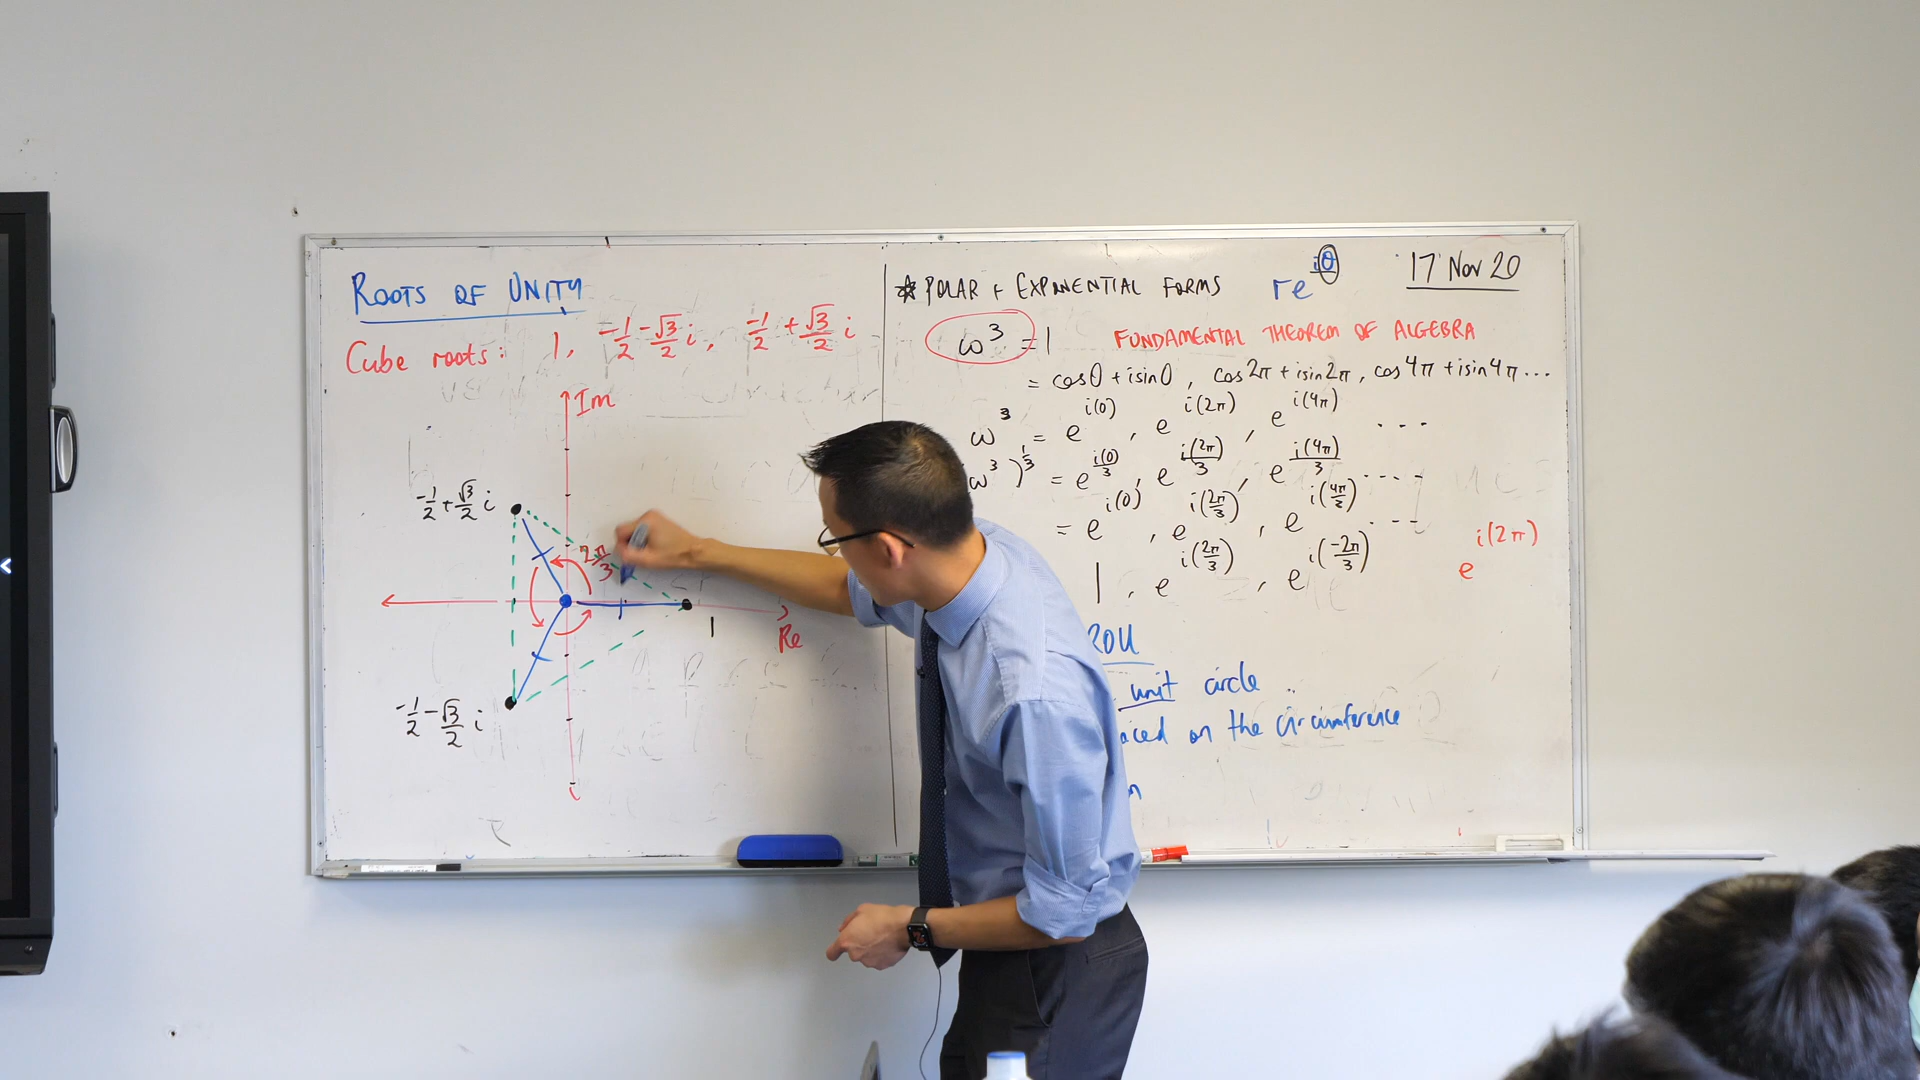 ROOTS OF UNITY
Cube roots: 1, -1/2 - √3/2 i, -1/2 + √3/2 i
Im
-1/2 + √3/2 i
2π/3
1
Re
-1/2 - √3/2 i
* POLAR + EXPONENTIAL FORMS re^iθ
17 Nov 20
ω³ = 1 FUNDAMENTAL THEOREM OF ALGEBRA
= cos0 + isin0, cos2π + isin2π, cos4π + isin4π ...
ω³ = e^i(0), e^i(2π), e^i(4π) ...
ω³)^1/3 = e^i(0)/3, e^i(2π)/3, e^i(4π)/3 ....
= e^i(0), e^i(2π/3), e^i(4π/3) ...
1, e^i(2π/3), e^i(-2π/3)
e^i(2π)
ROU
unit circle
aced on the circumference